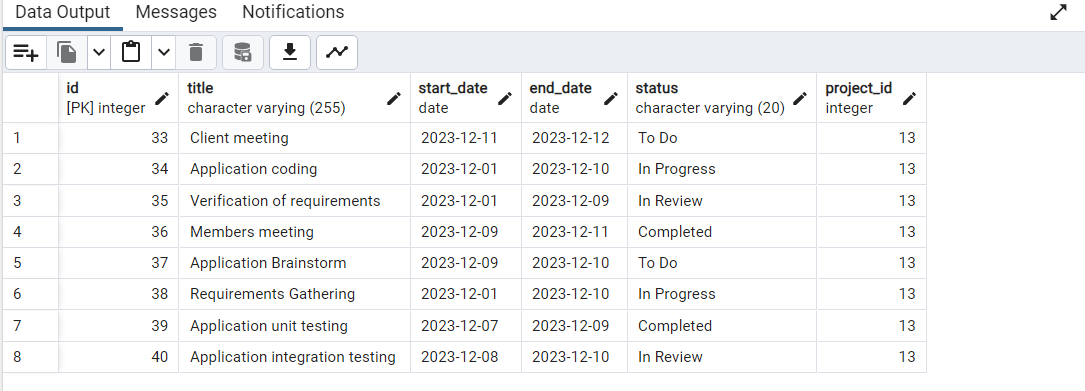 Data Output Messages Notifications
id title start_date end_date status project_id
[PK] integer character varying (255) date date character varying (20) integer
1 33 Client meeting 2023-12-11 2023-12-12 To Do 13
2 34 Application coding 2023-12-01 2023-12-10 In Progress 13
3 35 Verification of requirements 2023-12-01 2023-12-09 In Review 13
4 36 Members meeting 2023-12-09 2023-12-11 Completed 13
5 37 Application Brainstorm 2023-12-09 2023-12-10 To Do 13
6 38 Requirements Gathering 2023-12-01 2023-12-10 In Progress 13
7 39 Application unit testing 2023-12-07 2023-12-09 Completed 13
8 40 Application integration testing 2023-12-08 2023-12-10 In Review 13